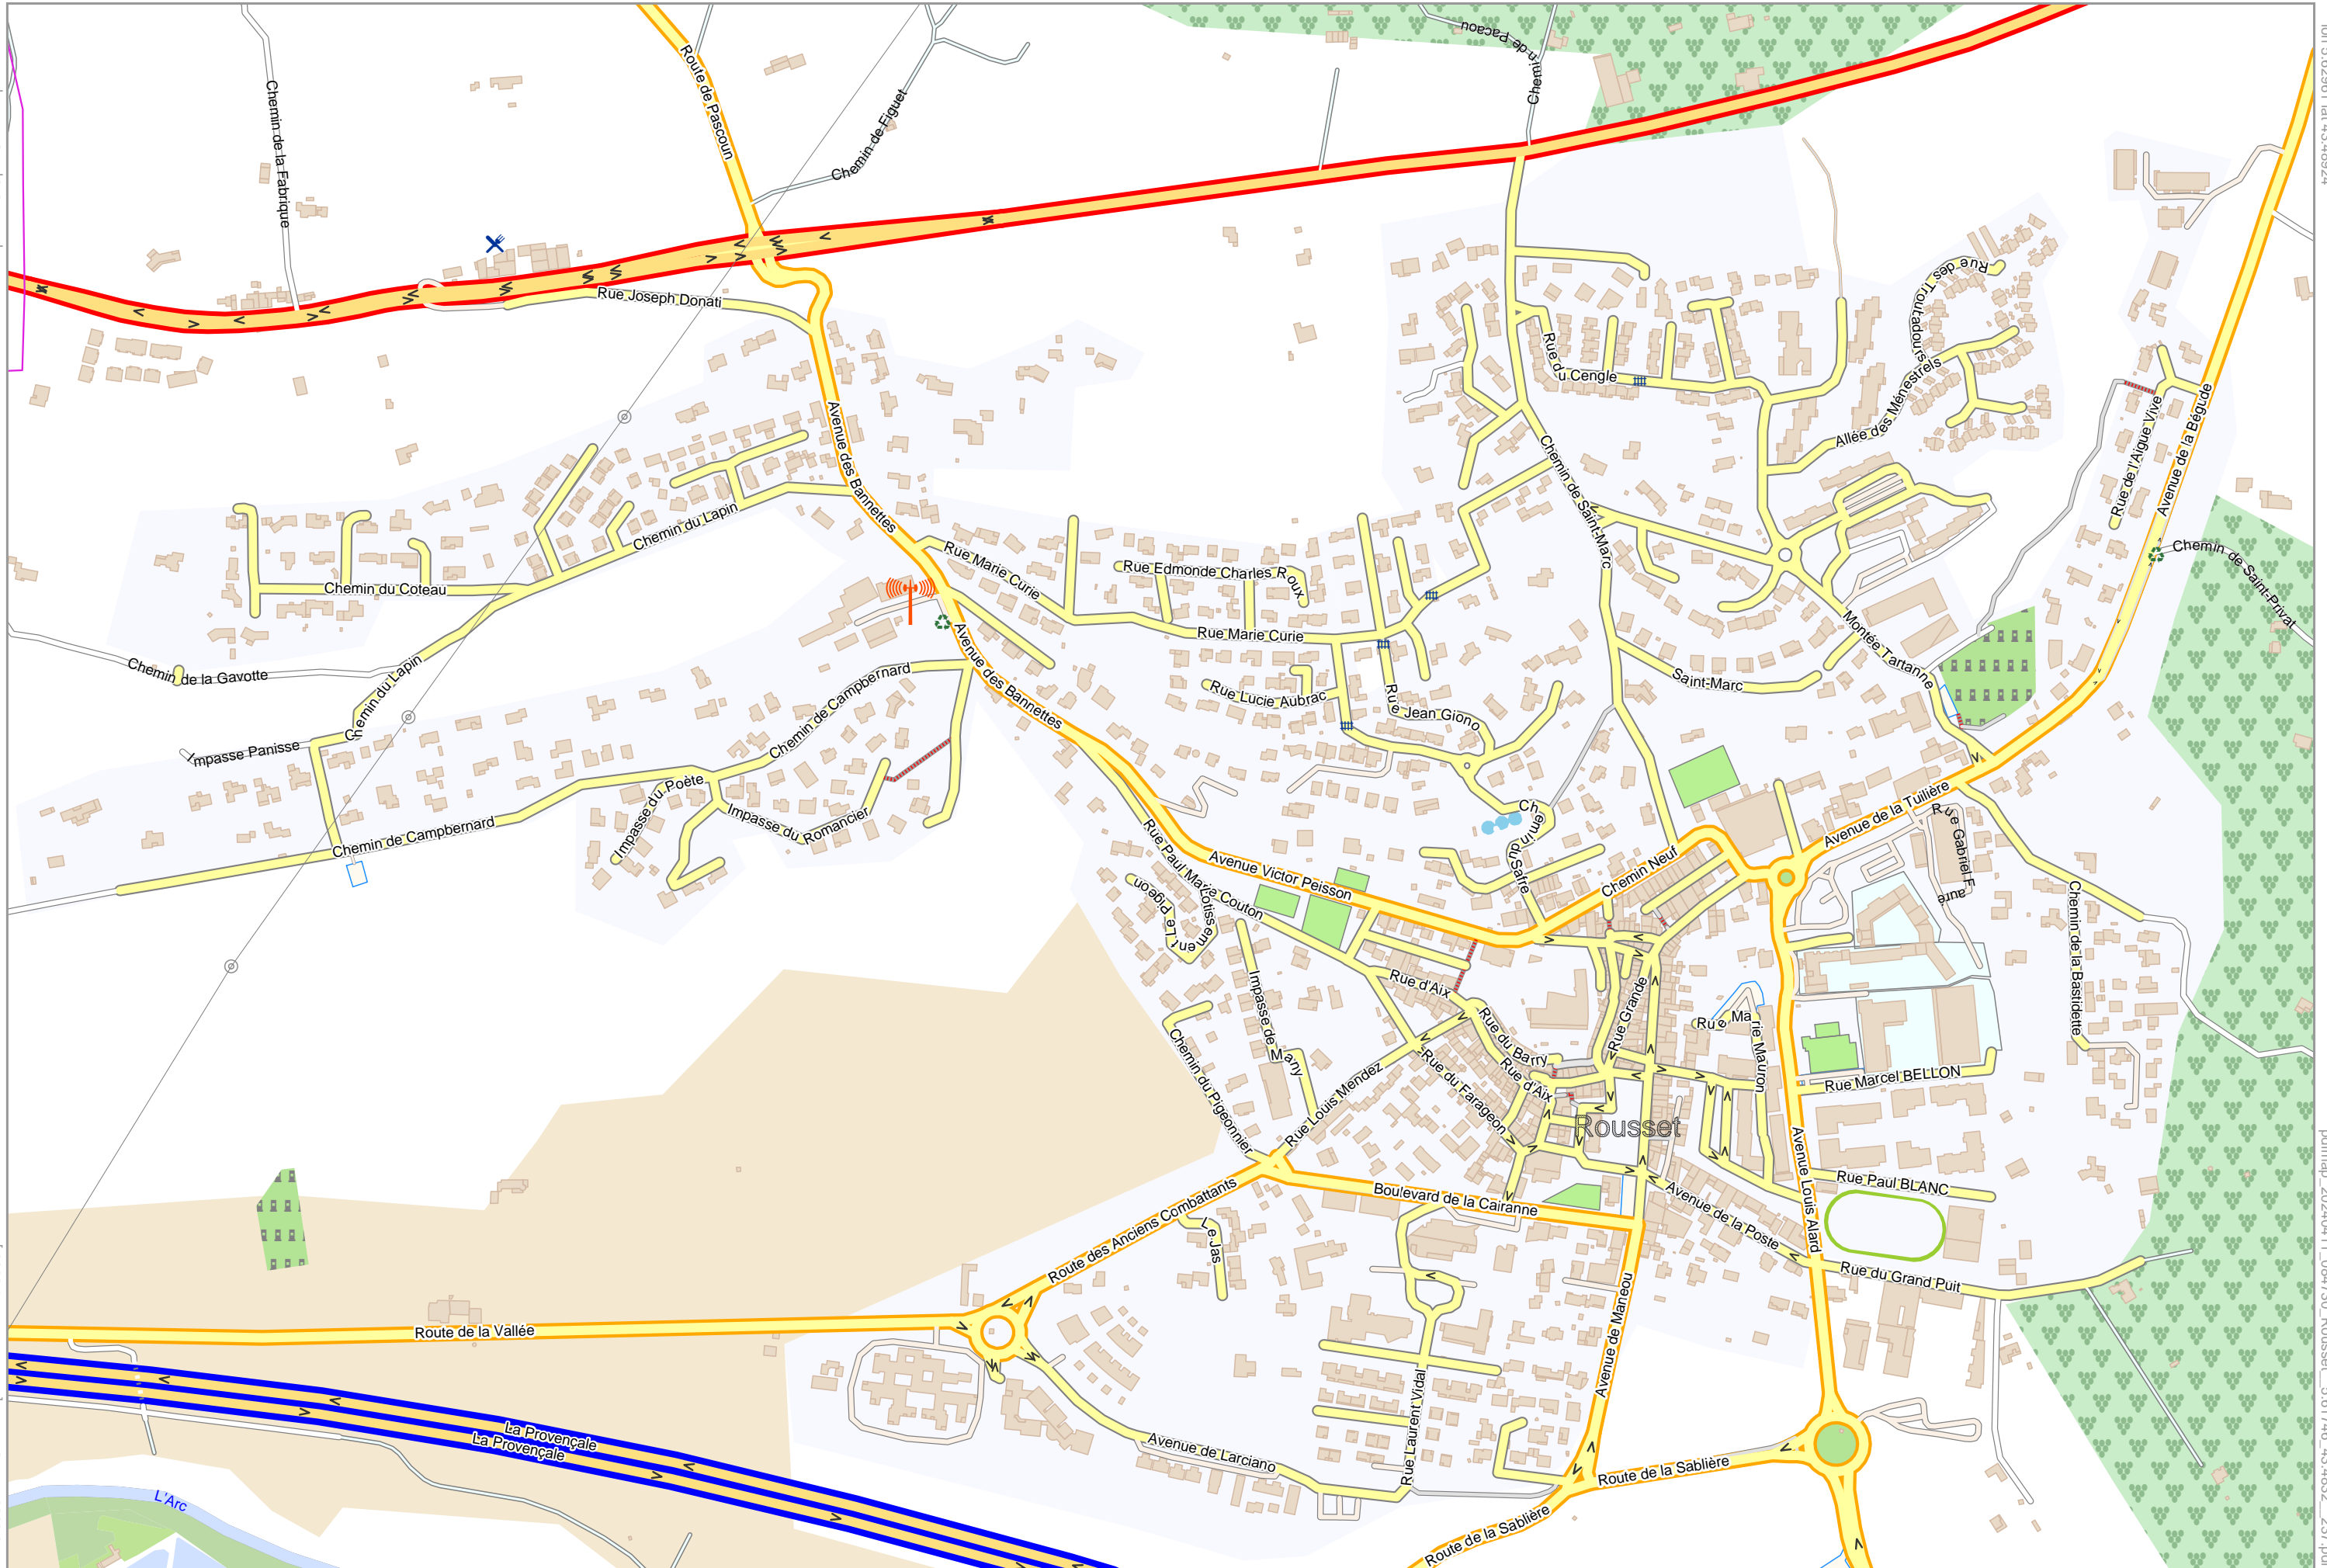 Chemin de Pacaou
Route de Pascoun
Chemin de la Fabrique
Chemin de Figuet
Rue Joseph Donati
Rue des Troubadours
Rue du Cengle
Allée des Ménestrels
Avenue de la Bégude
Rue de l'Aigue Vive
Avenue des Bannettes
Chemin de Saint-Marc
Chemin du Lapin
Chemin du Coteau
Rue Marie Curie
Rue Edmonde Charles Roux
Chemin de Saint-Privat
Rue Marie Curie
Montée Tartanne
Avenue des Bannettes
Chemin de la Gavotte
Chemin du Lapin
Chemin de Campbernard
Rue Lucie Aubrac
Rue Jean Giono
Saint-Marc
Impasse Panisse
Impasse du Poète
Impasse du Romancier
Chemin de Campbernard
Chemin du Safre
Avenue de la Tuilière
Rue Gabriel Faure
Rue Paul Marie Couton
Avenue Victor Peisson
Chemin Neuf
Lotissement Le Pigeon
Chemin de la Bastidette
Impasse de Many
Rue d'Aix
Rue Grande
Rue du Barry
Rue Marie Mauron
Chemin du Pigeonnier
Rue Louis Mendez
Rue du Farageon
Rue d'Aix
Rue Marcel BELLON
Rousset
Avenue Louis Alard
Rue Paul BLANC
Boulevard de la Cairanne
Avenue de la Poste
Route des Anciens Combattants
Le Jas
Rue du Grand Puit
Route de la Vallée
Avenue de Maneou
Rue Laurent Vidal
La Provençale
La Provençale
Avenue de Larciano
Route de la Sablière
Route de la Sablière
L'Arc